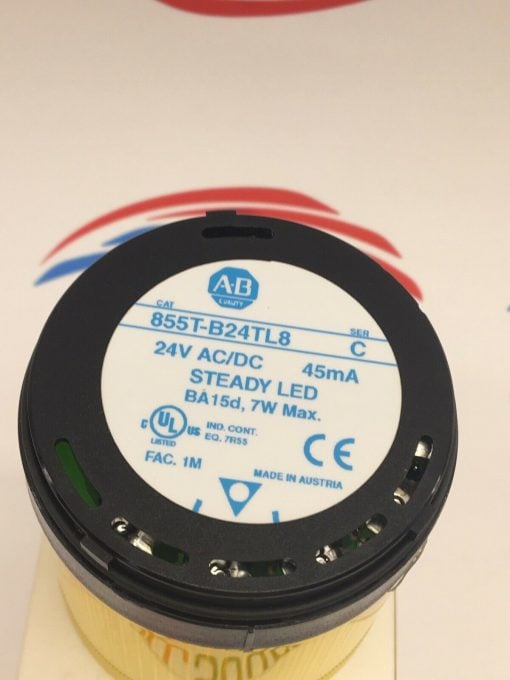 A-B
QUALITY
CAT
855T-B24TL8
SER
C
24V AC/DC
45mA
STEADY LED
BA15d, 7W Max.
C UL US
LISTED
IND. CONT.
EQ. 7R55
CE
FAC. 1M
MADE IN AUSTRIA